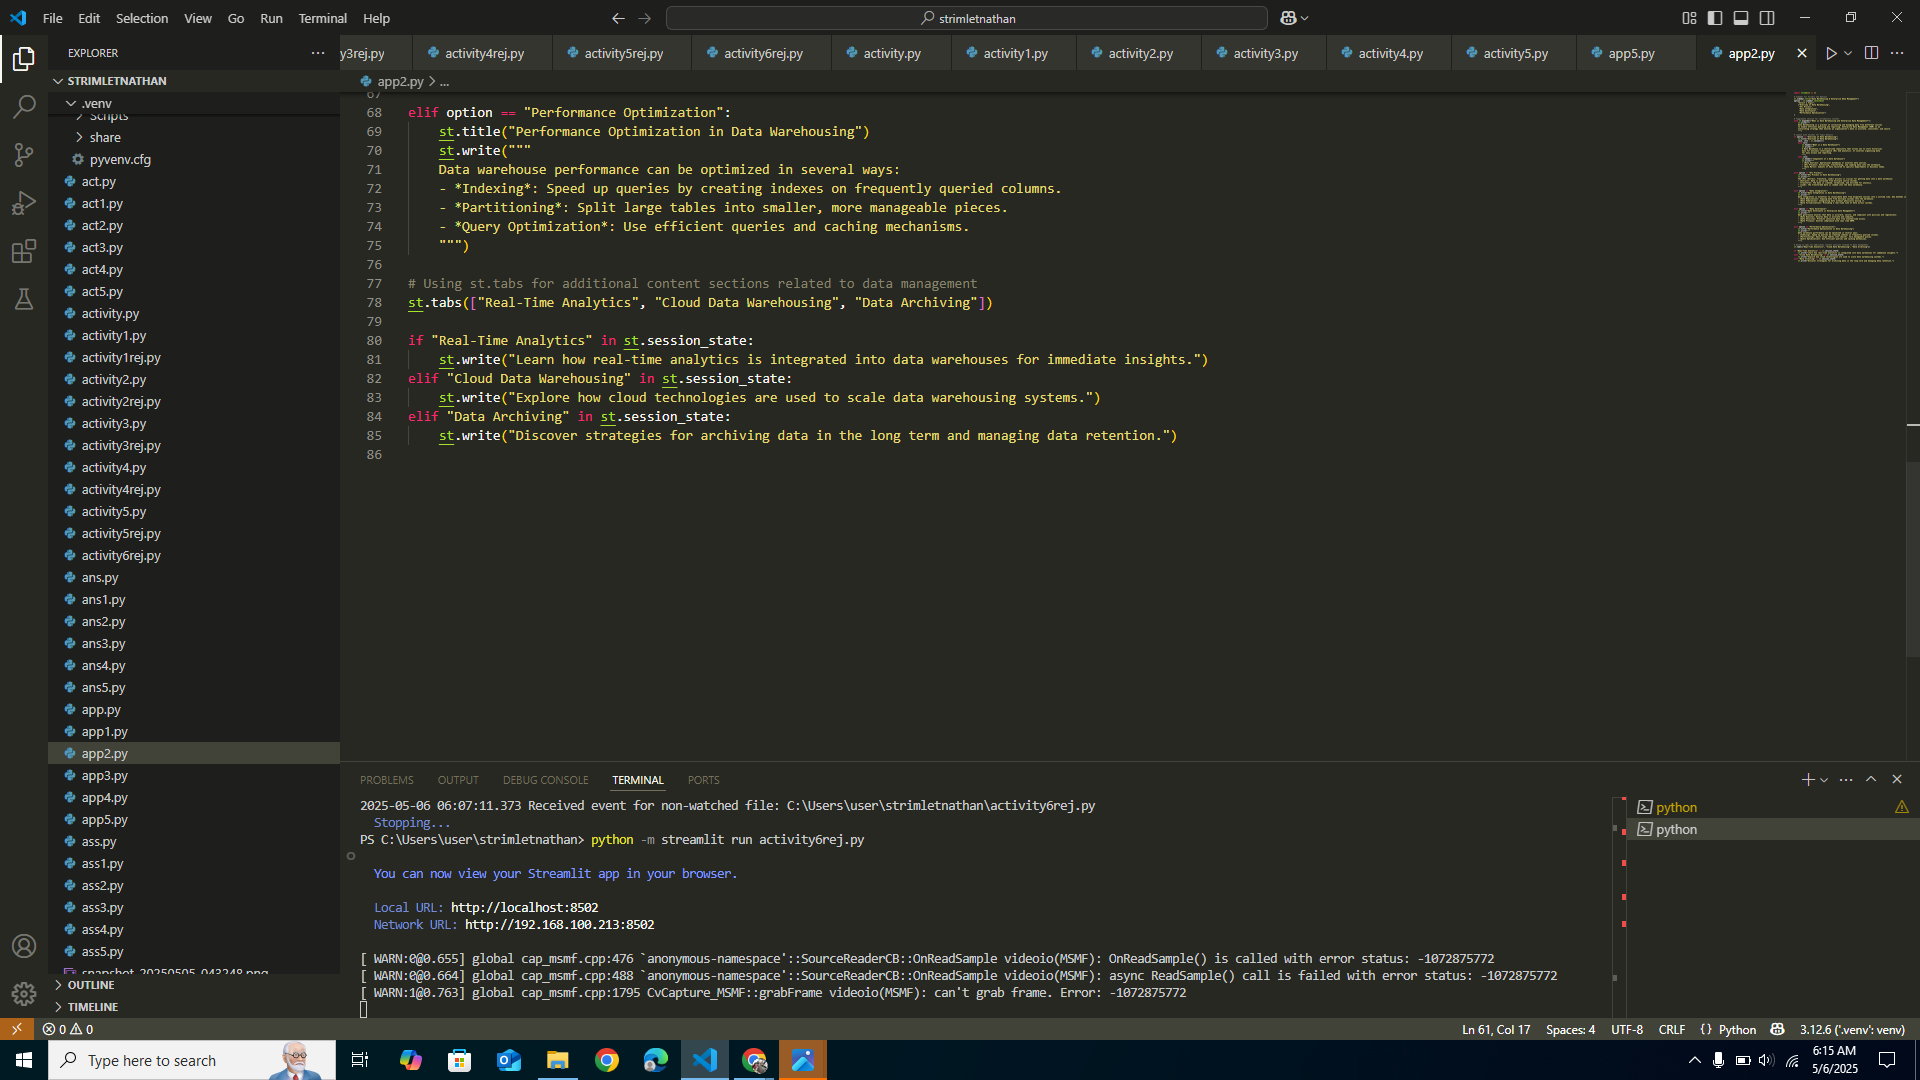 File Edit Selection View Go Run Terminal Help
strimletnathan
EXPLORER
y3rej.py activity4rej.py activity5rej.py activity6rej.py activity.py activity1.py activity2.py activity3.py activity4.py activity5.py app5.py app2.py
STRIMLETNATHAN
.venv
Scripts
share
pyvenv.cfg
act.py
act1.py
act2.py
act3.py
act4.py
act5.py
activity.py
activity1.py
activity1rej.py
activity2.py
activity2rej.py
activity3.py
activity3rej.py
activity4.py
activity4rej.py
activity5.py
activity5rej.py
activity6rej.py
ans.py
ans1.py
ans2.py
ans3.py
ans4.py
ans5.py
app.py
app1.py
app2.py
app3.py
app4.py
app5.py
ass.py
ass1.py
ass2.py
ass3.py
ass4.py
ass5.py
snapshot_20250505_043248.png
OUTLINE
TIMELINE
app2.py > ...
67
68 elif option == "Performance Optimization":
69 st.title("Performance Optimization in Data Warehousing")
70 st.write("""
71 Data warehouse performance can be optimized in several ways:
72 - *Indexing*: Speed up queries by creating indexes on frequently queried columns.
73 - *Partitioning*: Split large tables into smaller, more manageable pieces.
74 - *Query Optimization*: Use efficient queries and caching mechanisms.
75 """)
76
77 # Using st.tabs for additional content sections related to data management
78 st.tabs(["Real-Time Analytics", "Cloud Data Warehousing", "Data Archiving"])
79
80 if "Real-Time Analytics" in st.session_state:
81 st.write("Learn how real-time analytics is integrated into data warehouses for immediate insights.")
82 elif "Cloud Data Warehousing" in st.session_state:
83 st.write("Explore how cloud technologies are used to scale data warehousing systems.")
84 elif "Data Archiving" in st.session_state:
85 st.write("Discover strategies for archiving data in the long term and managing data retention.")
86
PROBLEMS OUTPUT DEBUG CONSOLE TERMINAL PORTS
2025-05-06 06:07:11.373 Received event for non-watched file: C:\Users\user\strimletnathan\activity6rej.py
Stopping...
PS C:\Users\user\strimletnathan> python -m streamlit run activity6rej.py
You can now view your Streamlit app in your browser.
Local URL: http://localhost:8502
Network URL: http://192.168.100.213:8502
[ WARN:0@0.655] global cap_msmf.cpp:476 `anonymous-namespace'::SourceReaderCB::OnReadSample videoio(MSMF): OnReadSample() is called with error status: -1072875772
[ WARN:0@0.664] global cap_msmf.cpp:488 `anonymous-namespace'::SourceReaderCB::OnReadSample videoio(MSMF): async ReadSample() call is failed with error status: -1072875772
[ WARN:1@0.763] global cap_msmf.cpp:1795 CvCapture_MSMF::grabFrame videoio(MSMF): can't grab frame. Error: -1072875772
python
python
0 0
Ln 61, Col 17 Spaces: 4 UTF-8 CRLF {} Python 3.12.6 ('.venv': venv)
Type here to search
6:15 AM
5/6/2025